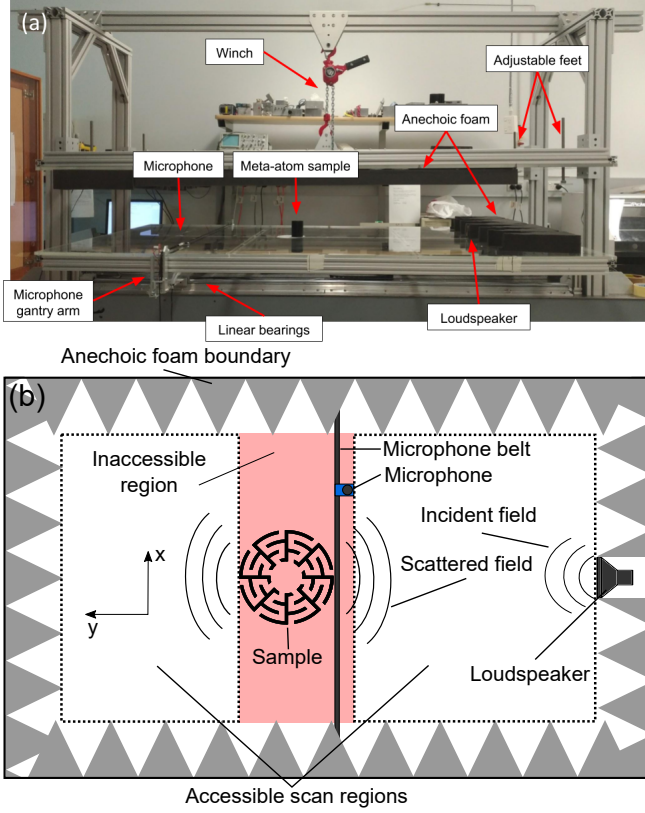 (a)
Winch
Adjustable feet
Anechoic foam
Microphone
Meta-atom sample
Microphone
gantry arm
Linear bearings
Loudspeaker
Anechoic foam boundary
(b)
Inaccessible
region
Microphone belt
Microphone
Incident field
Scattered field
x
y
Sample
Loudspeaker
Accessible scan regions